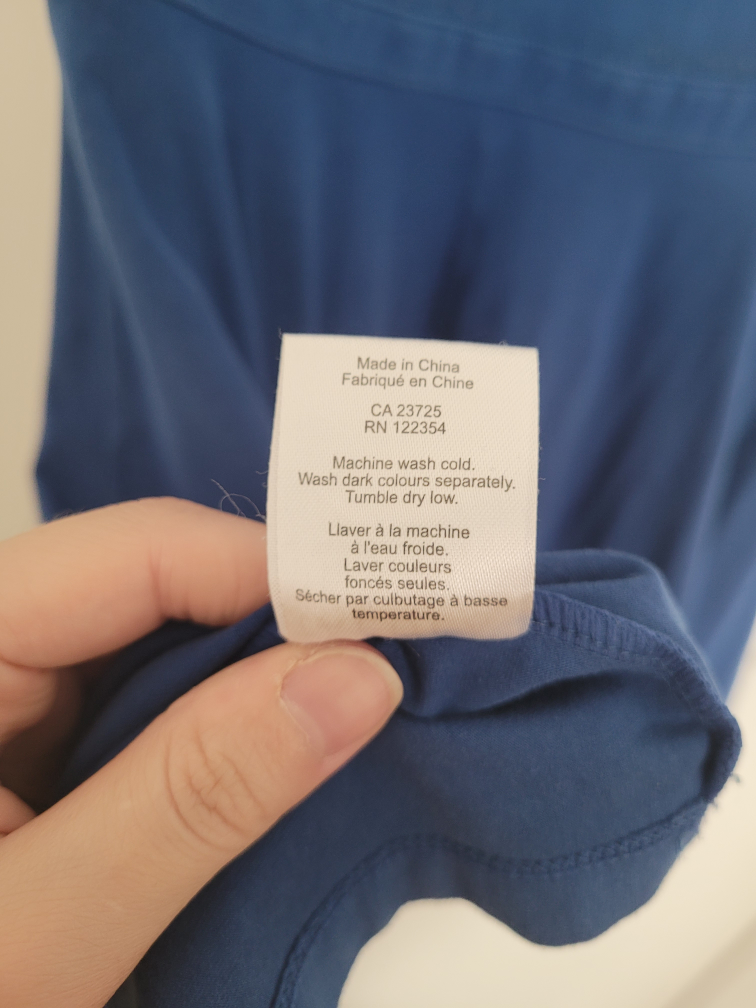 Made in China
Fabriqué en Chine
CA 23725
RN 122354
Machine wash cold.
Wash dark colours separately.
Tumble dry low.
Llaver à la machine
à l'eau froide.
Laver couleurs
foncés seules.
Sécher par culbutage à basse
temperature.